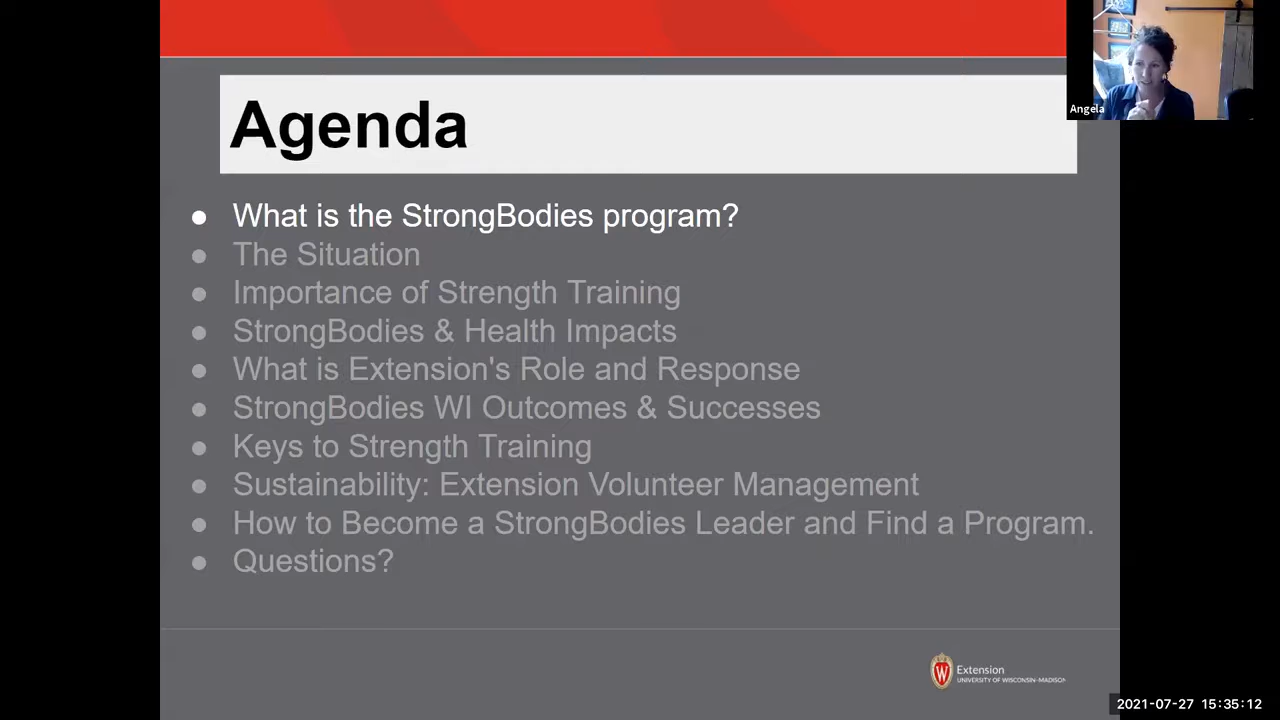 Agenda
Angela
● What is the StrongBodies program?
● The Situation
● Importance of Strength Training
● StrongBodies & Health Impacts
● What is Extension's Role and Response
● StrongBodies WI Outcomes & Successes
● Keys to Strength Training
● Sustainability: Extension Volunteer Management
● How to Become a StrongBodies Leader and Find a Program.
● Questions?
W
Extension
UNIVERSITY OF WISCONSIN-MADISON
2021-07-27 15:35:12